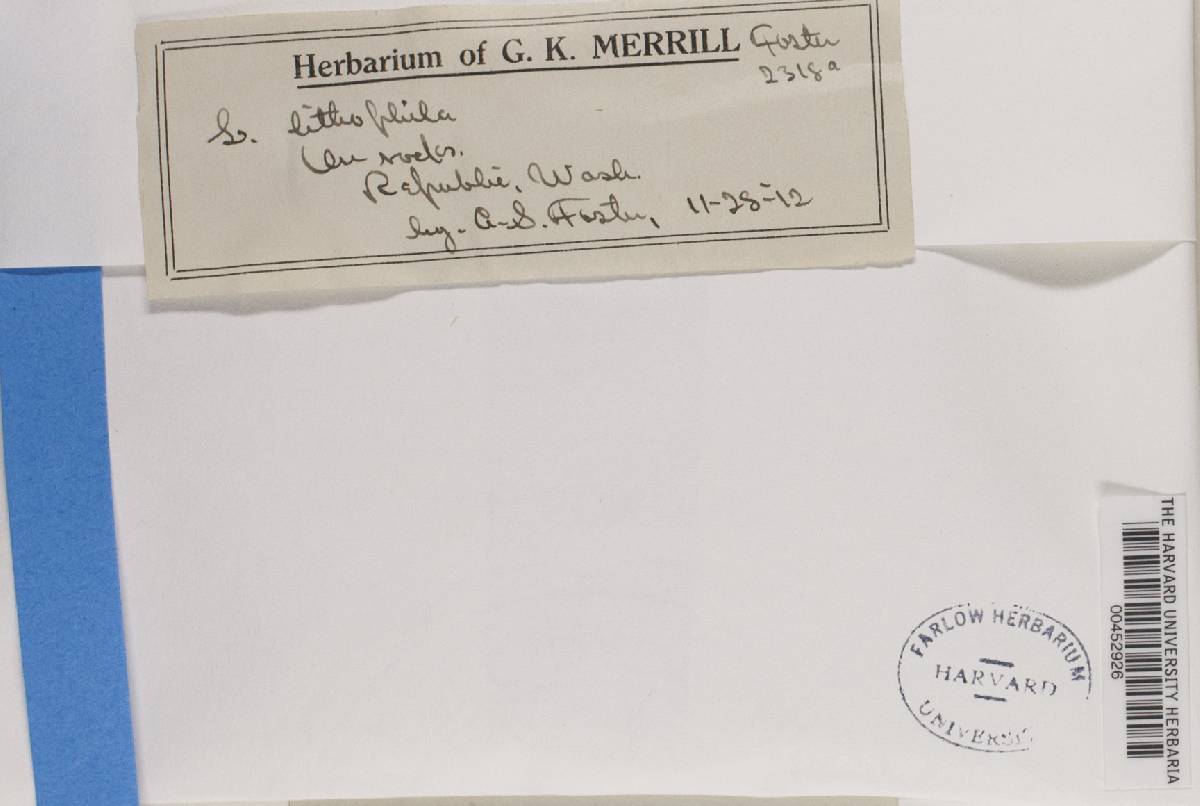 Herbarium of G. K. MERRILL Foster
2318a
L. lithophila
On rocks.
Republic, Wash.
leg. A. S. Foster, 11-28-12
FARLOW HERBARIUM
HARVARD
UNIVERSI
THE HARVARD UNIVERSITY HERBARIA
00452926